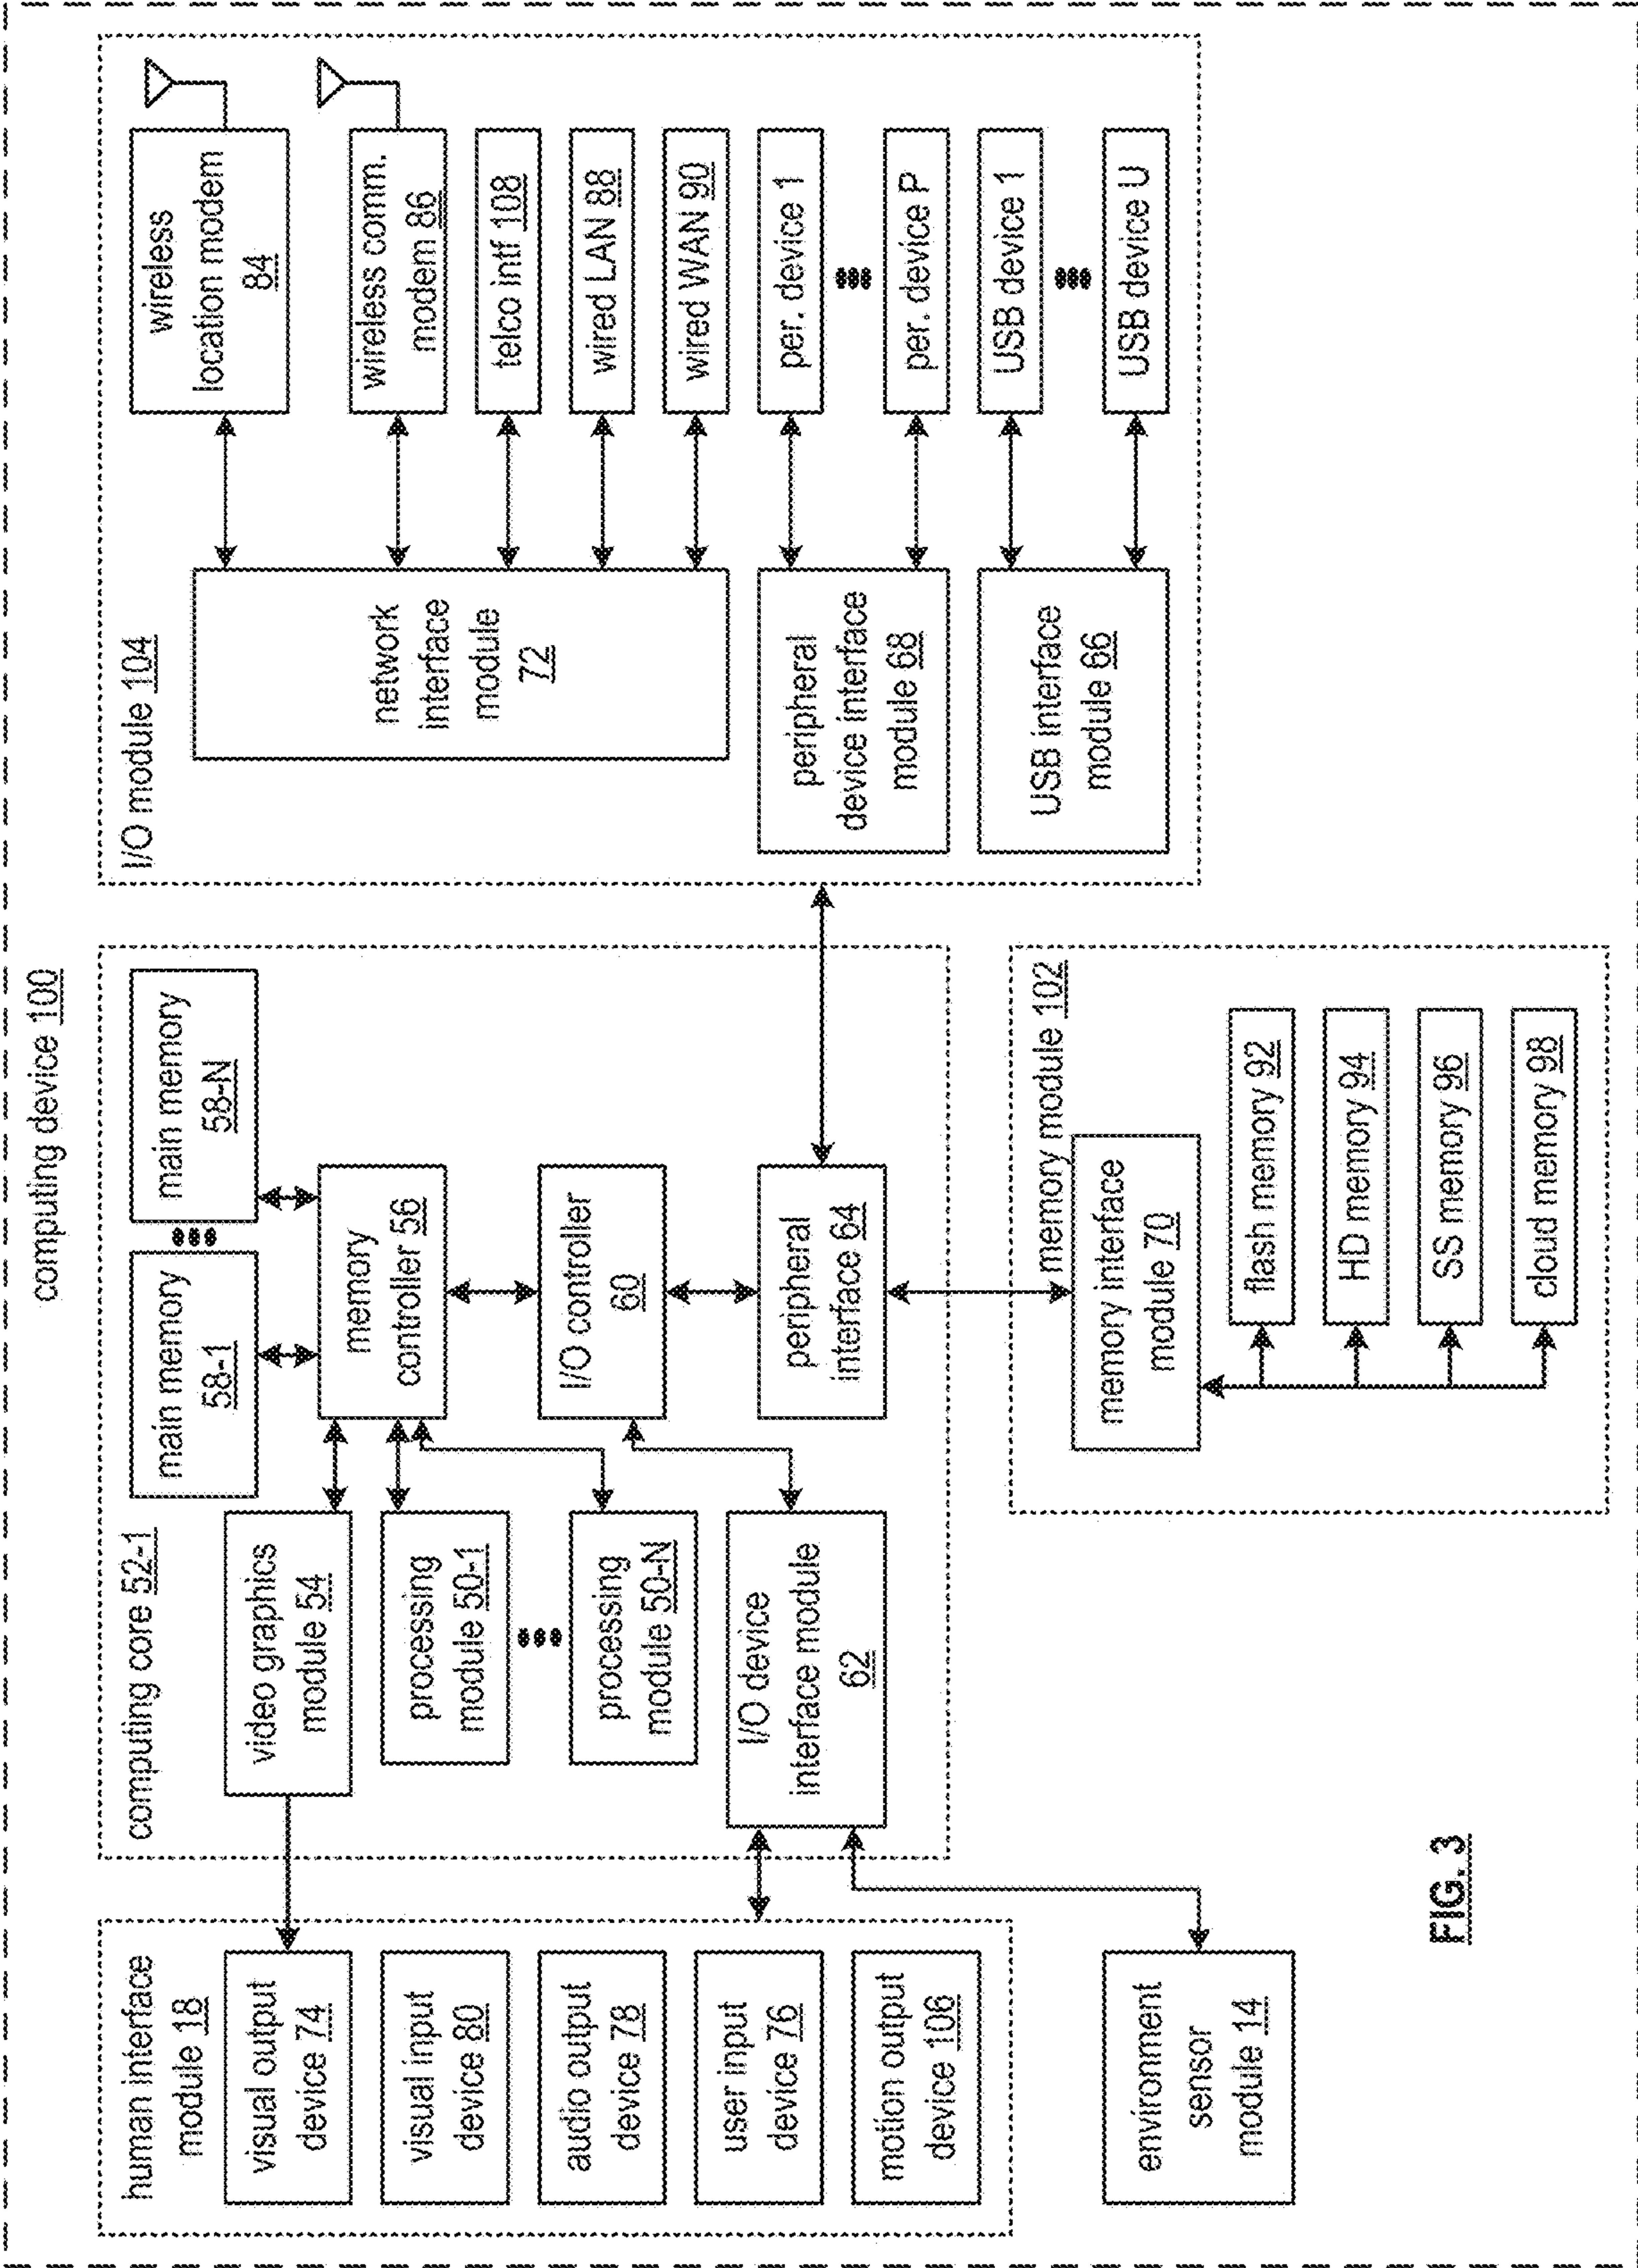 computing device 100
human interface
module 18
visual output
device 74
visual input
device 80
audio output
device 78
user input
device 76
motion output
device 106
environment
sensor
module 14
computing core 52-1
video graphics
module 54
processing
module 50-1
processing
module 50-N
I/O device
interface module
62
main memory
58-1
main memory
58-N
memory
controller 56
I/O controller
60
peripheral
interface 64
memory module 102
memory interface
module 70
flash memory 92
HD memory 94
SS memory 96
cloud memory 98
I/O module 104
network
interface
module
72
peripheral
device interface
module 68
USB interface
module 66
wireless
location modem
84
wireless comm.
modem 86
telco intf 108
wired LAN 88
wired WAN 90
per. device 1
per. device P
USB device 1
USB device U
FIG. 3